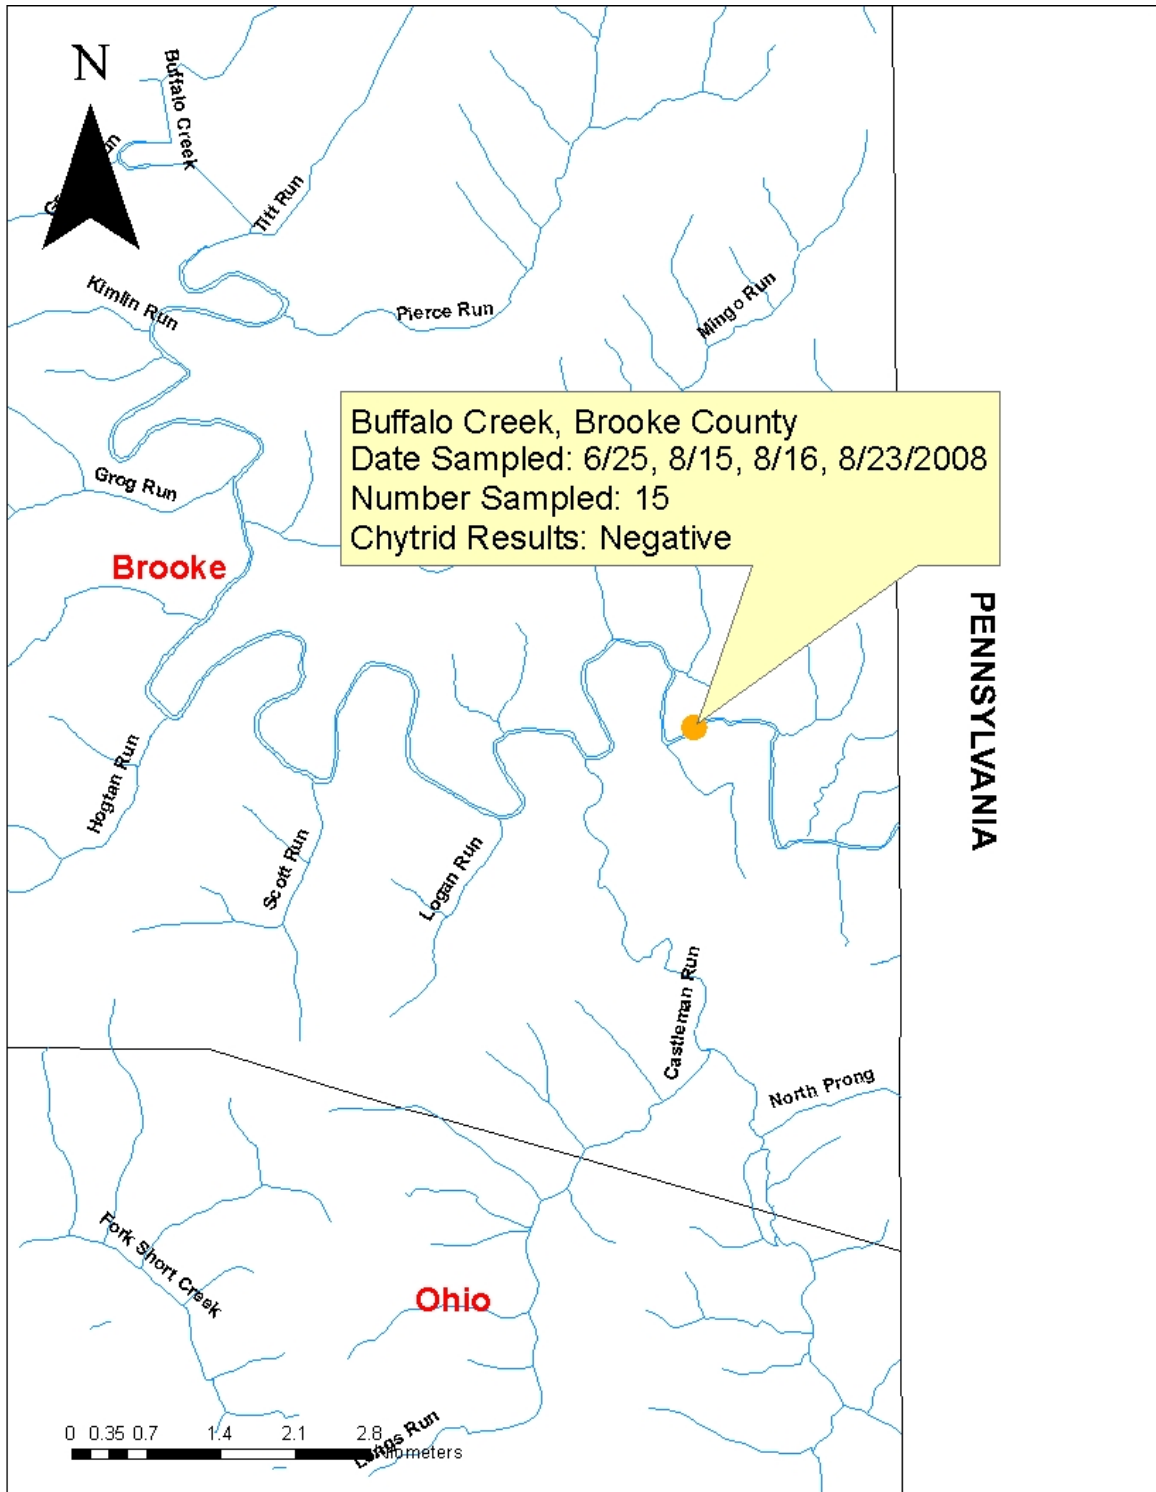 N
Buffalo Creek
Titt Run
Kimlin Run
Pierce Run
Mingo Run
Buffalo Creek, Brooke County
Date Sampled: 6/25, 8/15, 8/16, 8/23/2008
Number Sampled: 15
Chytrid Results: Negative
Grog Run
Brooke
PENNSYLVANIA
Hogtan Run
Scott Run
Logan Run
Castleman Run
North Prong
Fork Short Creek
Ohio
Longs Run
0 0.35 0.7 1.4 2.1 2.8
Kilometers